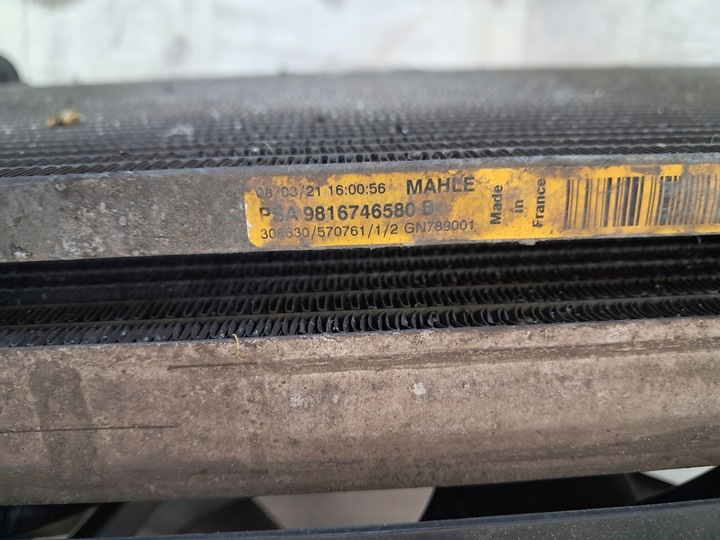 08/03/21 16:00:56 MAHLE
PSA 9816746580 B
570761/1/2 GN789001
Made
in
France